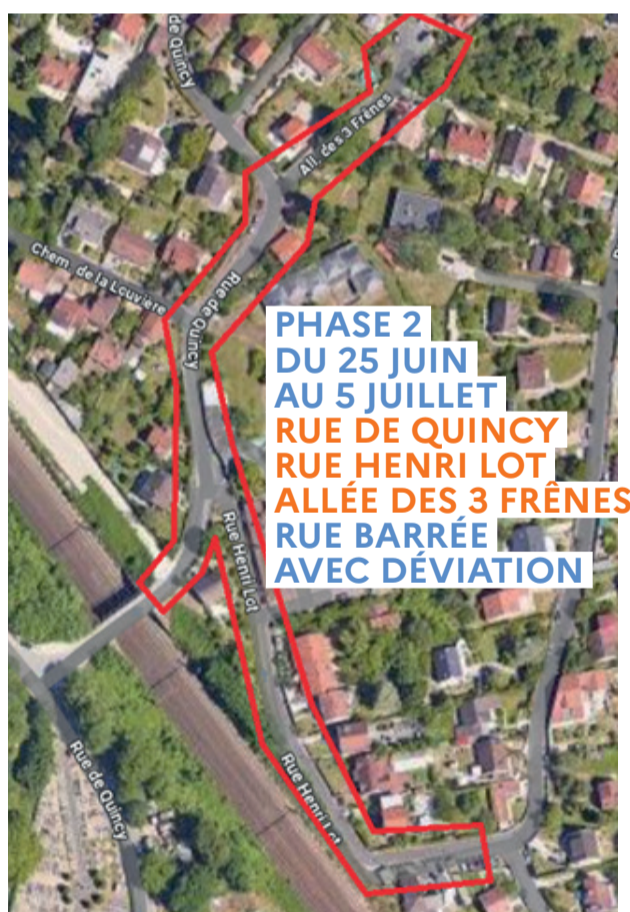 de Quincy
All. des 3 Frênes
Chem. de la Louvière
Rue de Quincy
PHASE 2
DU 25 JUIN
AU 5 JUILLET
RUE DE QUINCY
RUE HENRI LOT
ALLÉE DES 3 FRÊNES
RUE BARRÉE
AVEC DÉVIATION
Rue Henri Lot
Rue Henri Lot
Rue de Quincy